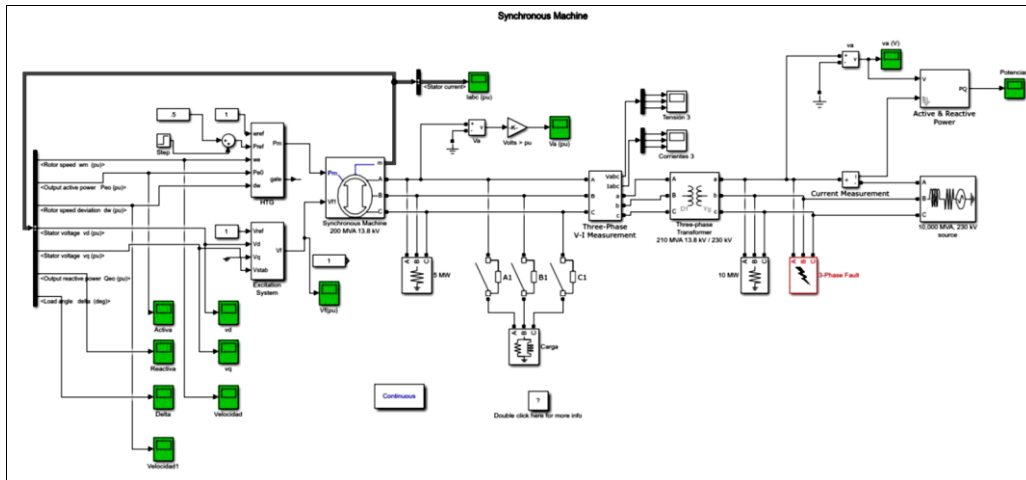 Synchronous Machine
<Stator current>
Iabc (pu)
va
va (V)
V
I
PQ
Potencia
Active & Reactive
Power
.5
1
Step
wref
Pref
we
Pe0
dw
Pm
gate
HTG
<Rotor speed wm (pu)
<Output active power Peo (pu)>
<Rotor speed deviation dw (pu)
<Stator voltage vd (pu)
<Stator voltage vq (pu)
<Output reactive power Qeo (pu)>
<Load angle delta (deg)>
1
Vref
Vd
Vq
Vstab
Vf
Excitation
System
1
Vf(pu)
Pm
Vf
m
A
B
C
Synchronous Machine
200 MVA 13.8 kV
Va
-K-
Volts > pu
Va (pu)
Tensión 3
Corrientes 3
A
B
C
Vabc
Iabc
a
b
c
Three-Phase
V-I Measurement
A
B
C
a
b
c
D1
Yg
Three-phase
Transformer
210 MVA 13.8 kV / 230 kV
Current Measurement
A
B
C
10,000 MVA, 230 kV
source
A B C
5 MW
A1
B1
C1
A B C
Carga
A B C
10 MW
A B C
3-Phase Fault
Activa
vd
Reactiva
vq
Delta
Velocidad
Velocidad1
Continuous
?
Double click here for more info